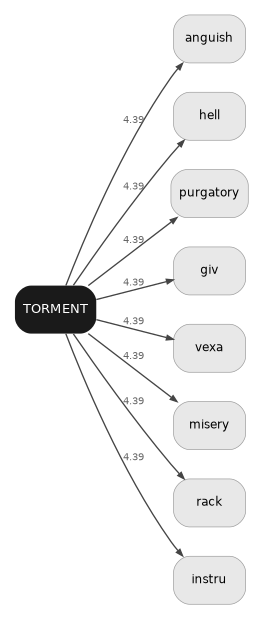 anguish
4.39
hell
4.39
purgatory
4.39
giv
4.39
TORMENT
4.39
vexa
4.39
misery
4.39
rack
4.39
instru